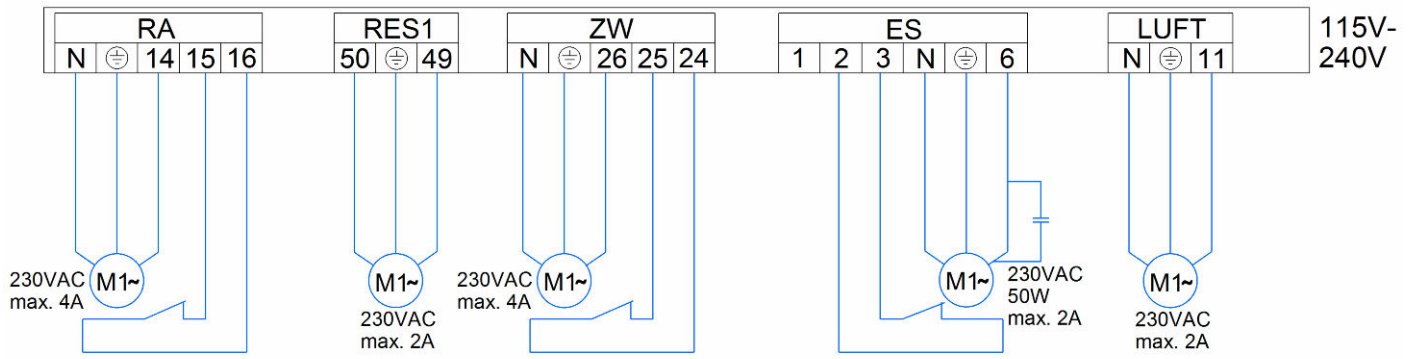 RA
RES1
ZW
ES
LUFT
115V-
240V
N 14 15 16
50 49
N 26 25 24
1 2 3 N 6
N 11
M1~
230VAC
max. 4A
M1~
230VAC
max. 2A
M1~
230VAC
max. 4A
M1~
230VAC
50W
max. 2A
M1~
230VAC
max. 2A